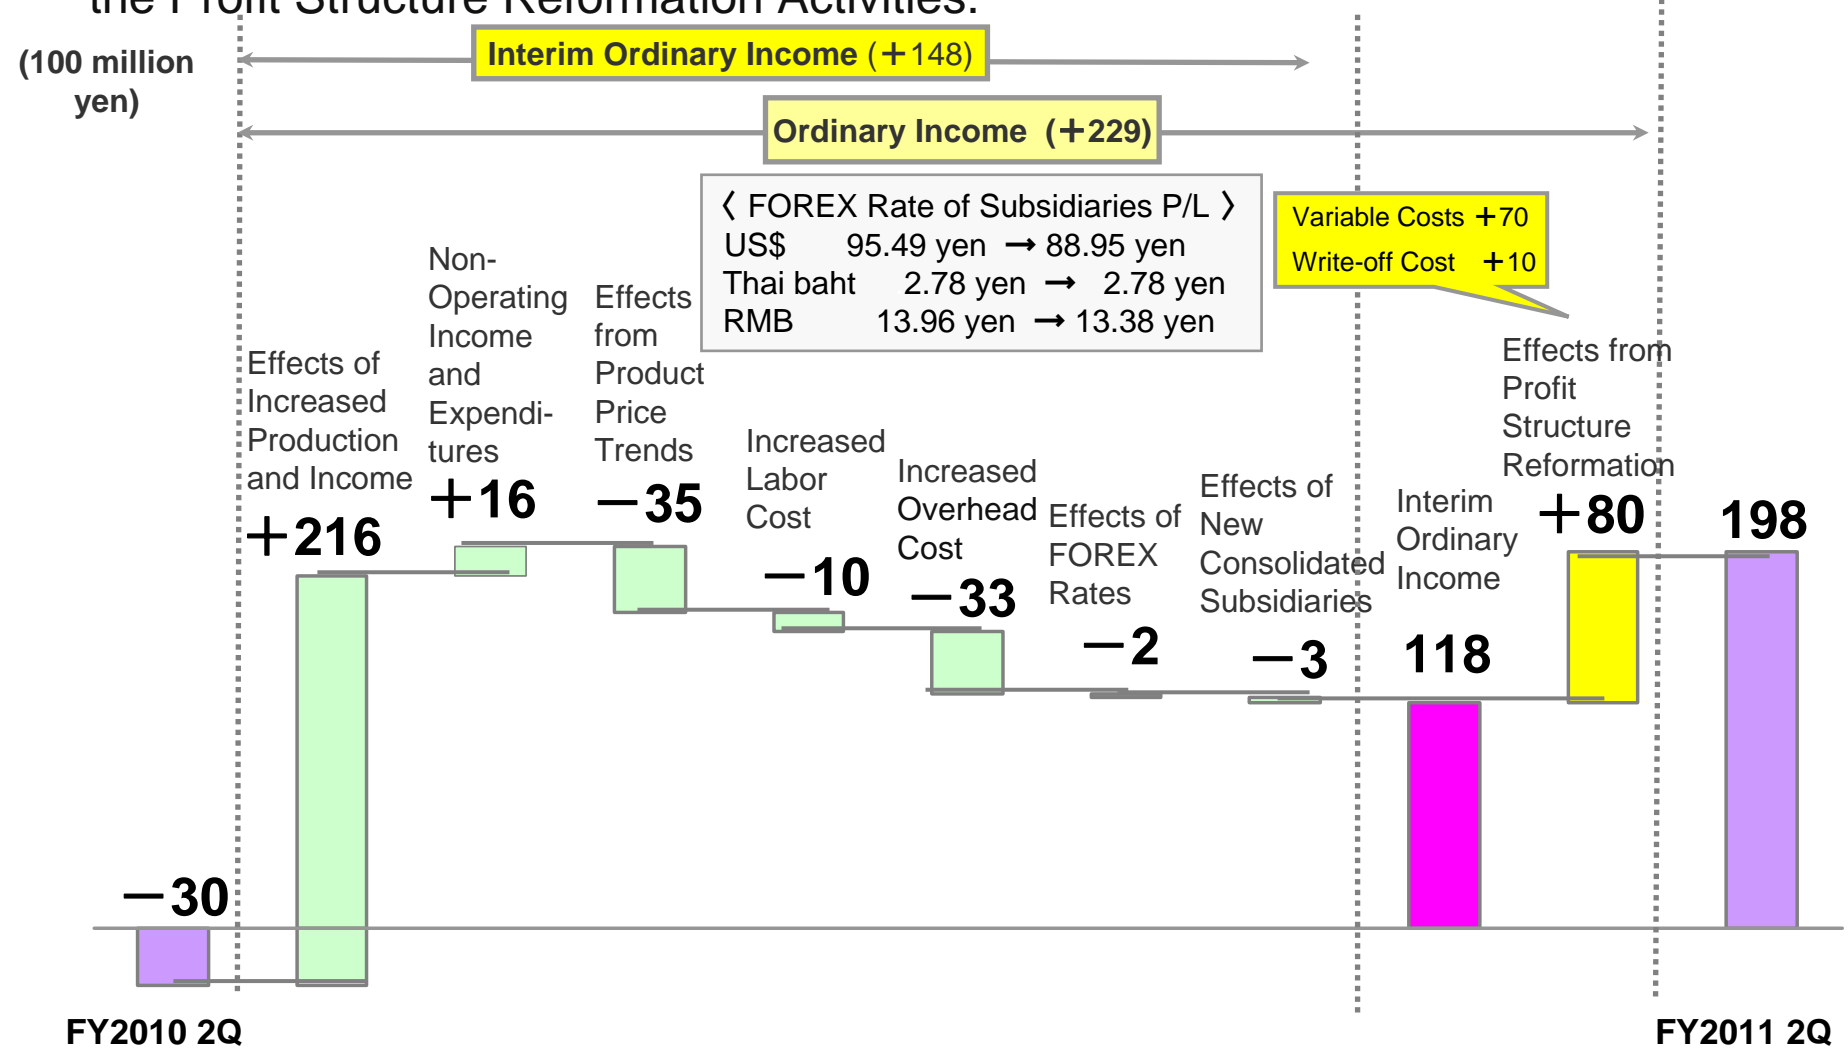 the Profit Structure Reformation Activities.
(100 million
yen)
Interim Ordinary Income (+148)
Ordinary Income (+229)
〈 FOREX Rate of Subsidiaries P/L 〉
US$ 95.49 yen → 88.95 yen
Thai baht 2.78 yen → 2.78 yen
RMB 13.96 yen → 13.38 yen
Variable Costs +70
Write-off Cost +10
Effects of
Increased
Production
and Income
+216
Non-
Operating
Income
and
Expendi-
tures
+16
Effects
from
Product
Price
Trends
−35
Increased
Labor
Cost
−10
Increased
Overhead
Cost
−33
Effects of
FOREX
Rates
−2
Effects of
New
Consolidated
Subsidiaries
−3
Interim
Ordinary
Income
118
Effects from
Profit
Structure
Reformation
+80
198
−30
FY2010 2Q
FY2011 2Q